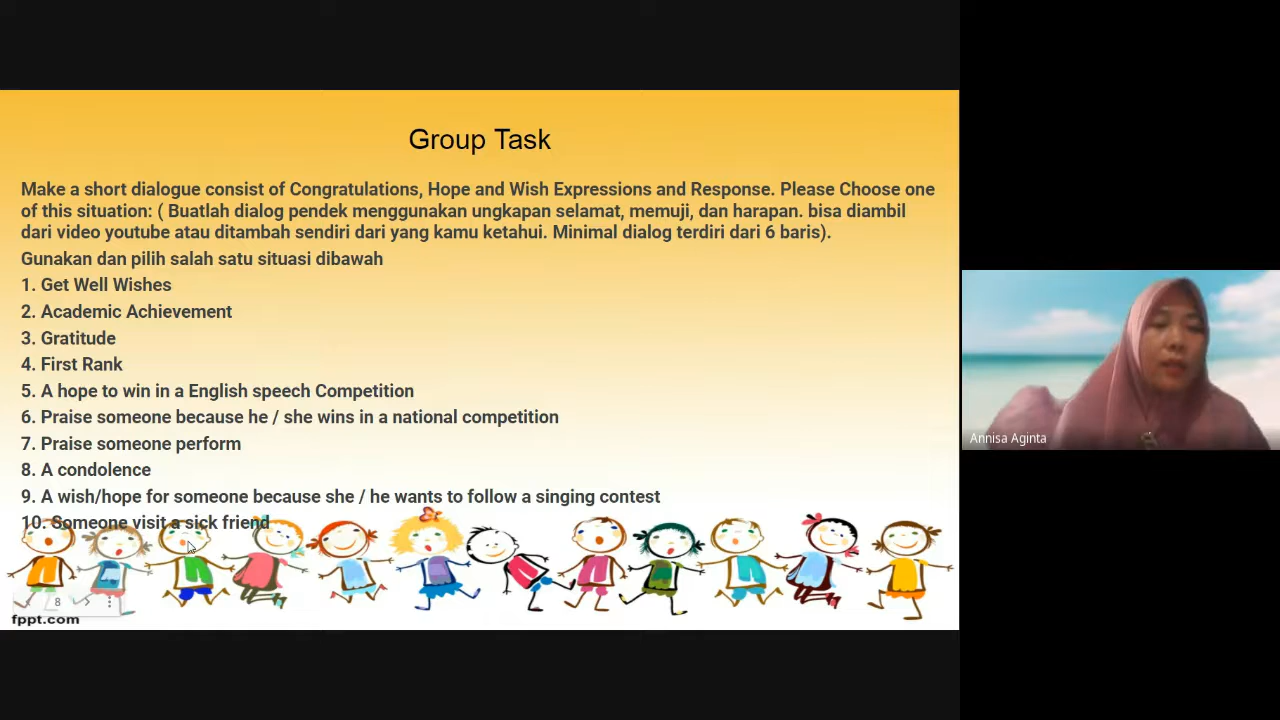 Group Task
Make a short dialogue consist of Congratulations, Hope and Wish Expressions and Response. Please Choose one
of this situation: ( Buatlah dialog pendek menggunakan ungkapan selamat, memuji, dan harapan. bisa diambil
dari video youtube atau ditambah sendiri dari yang kamu ketahui. Minimal dialog terdiri dari 6 baris).
Gunakan dan pilih salah satu situasi dibawah
1. Get Well Wishes
2. Academic Achievement
3. Gratitude
4. First Rank
5. A hope to win in a English speech Competition
6. Praise someone because he / she wins in a national competition
7. Praise someone perform
8. A condolence
9. A wish/hope for someone because she / he wants to follow a singing contest
10. Someone visit a sick friend
8
fppt.com
Annisa Aginta